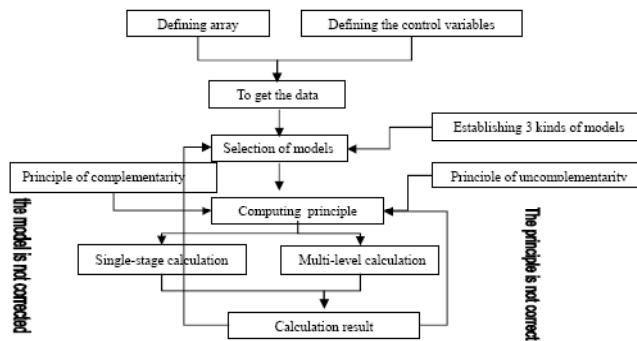 Defining array
Defining the control variables
To get the data
Establishing 3 kinds of models
Selection of models
Principle of complementarity
Principle of uncomplementarity
Computing principle
the model is not corrected
The principle is not correct
Single-stage calculation
Multi-level calculation
Calculation result